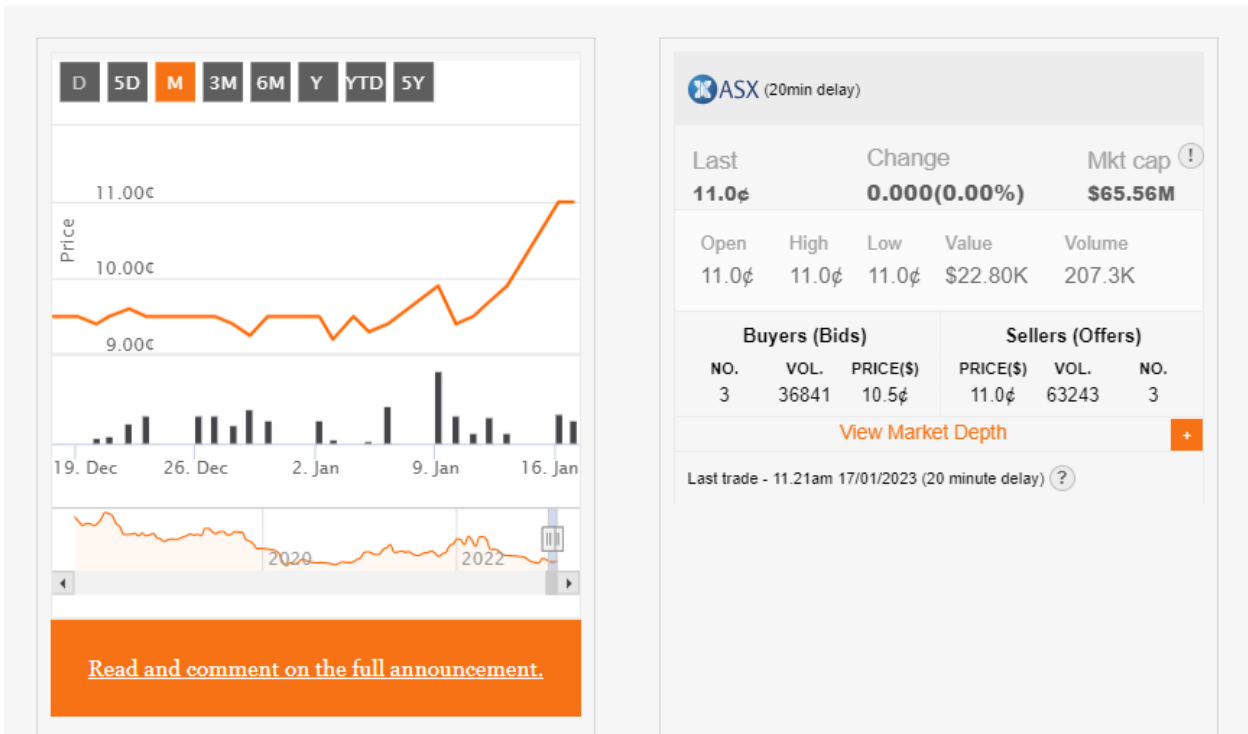 D 5D M 3M 6M Y YTD 5Y
11.00¢
Price
10.00¢
9.00¢
19. Dec 26. Dec 2. Jan 9. Jan 16. Jan
2020 2022
Read and comment on the full announcement.
ASX (20min delay)
Last Change Mkt cap !
11.0¢ 0.000(0.00%) $65.56M
Open High Low Value Volume
11.0¢ 11.0¢ 11.0¢ $22.80K 207.3K
Buyers (Bids) Sellers (Offers)
NO. VOL. PRICE($) PRICE($) VOL. NO.
3 36841 10.5¢ 11.0¢ 63243 3
View Market Depth +
Last trade - 11.21am 17/01/2023 (20 minute delay) ?